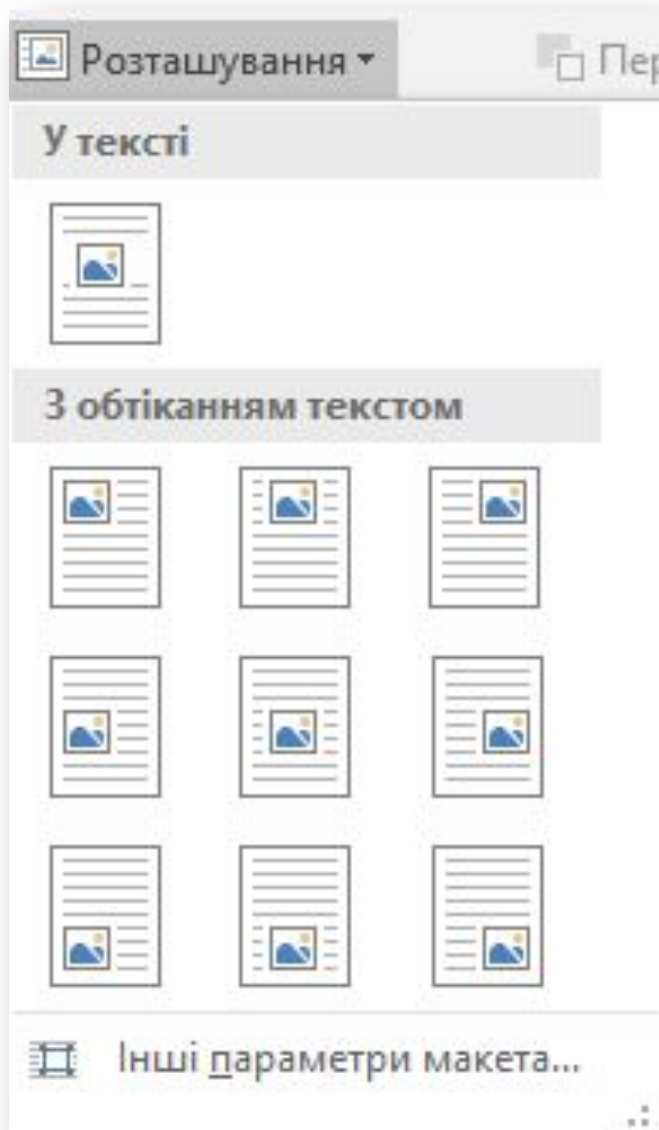 Розташування
У тексті
З обтіканням текстом
Інші параметри макета...